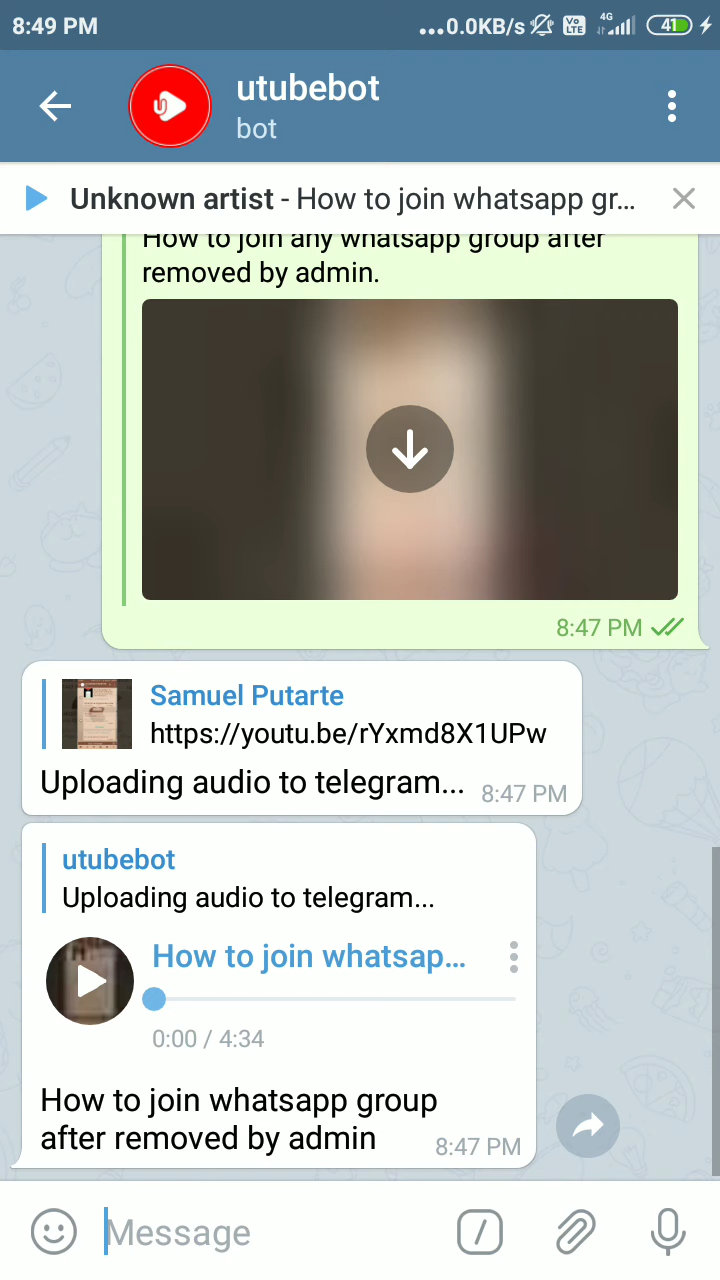 8:49 PM
...0.0KB/s
Vo LTE
4G
41
utubebot
bot
Unknown artist - How to join whatsapp gr...
How to join any whatsapp group after
removed by admin.
8:47 PM
Samuel Putarte
https://youtu.be/rYxmd8X1UPw
Uploading audio to telegram...
8:47 PM
utubebot
Uploading audio to telegram...
How to join whatsap...
0:00 / 4:34
How to join whatsapp group
after removed by admin
8:47 PM
Message